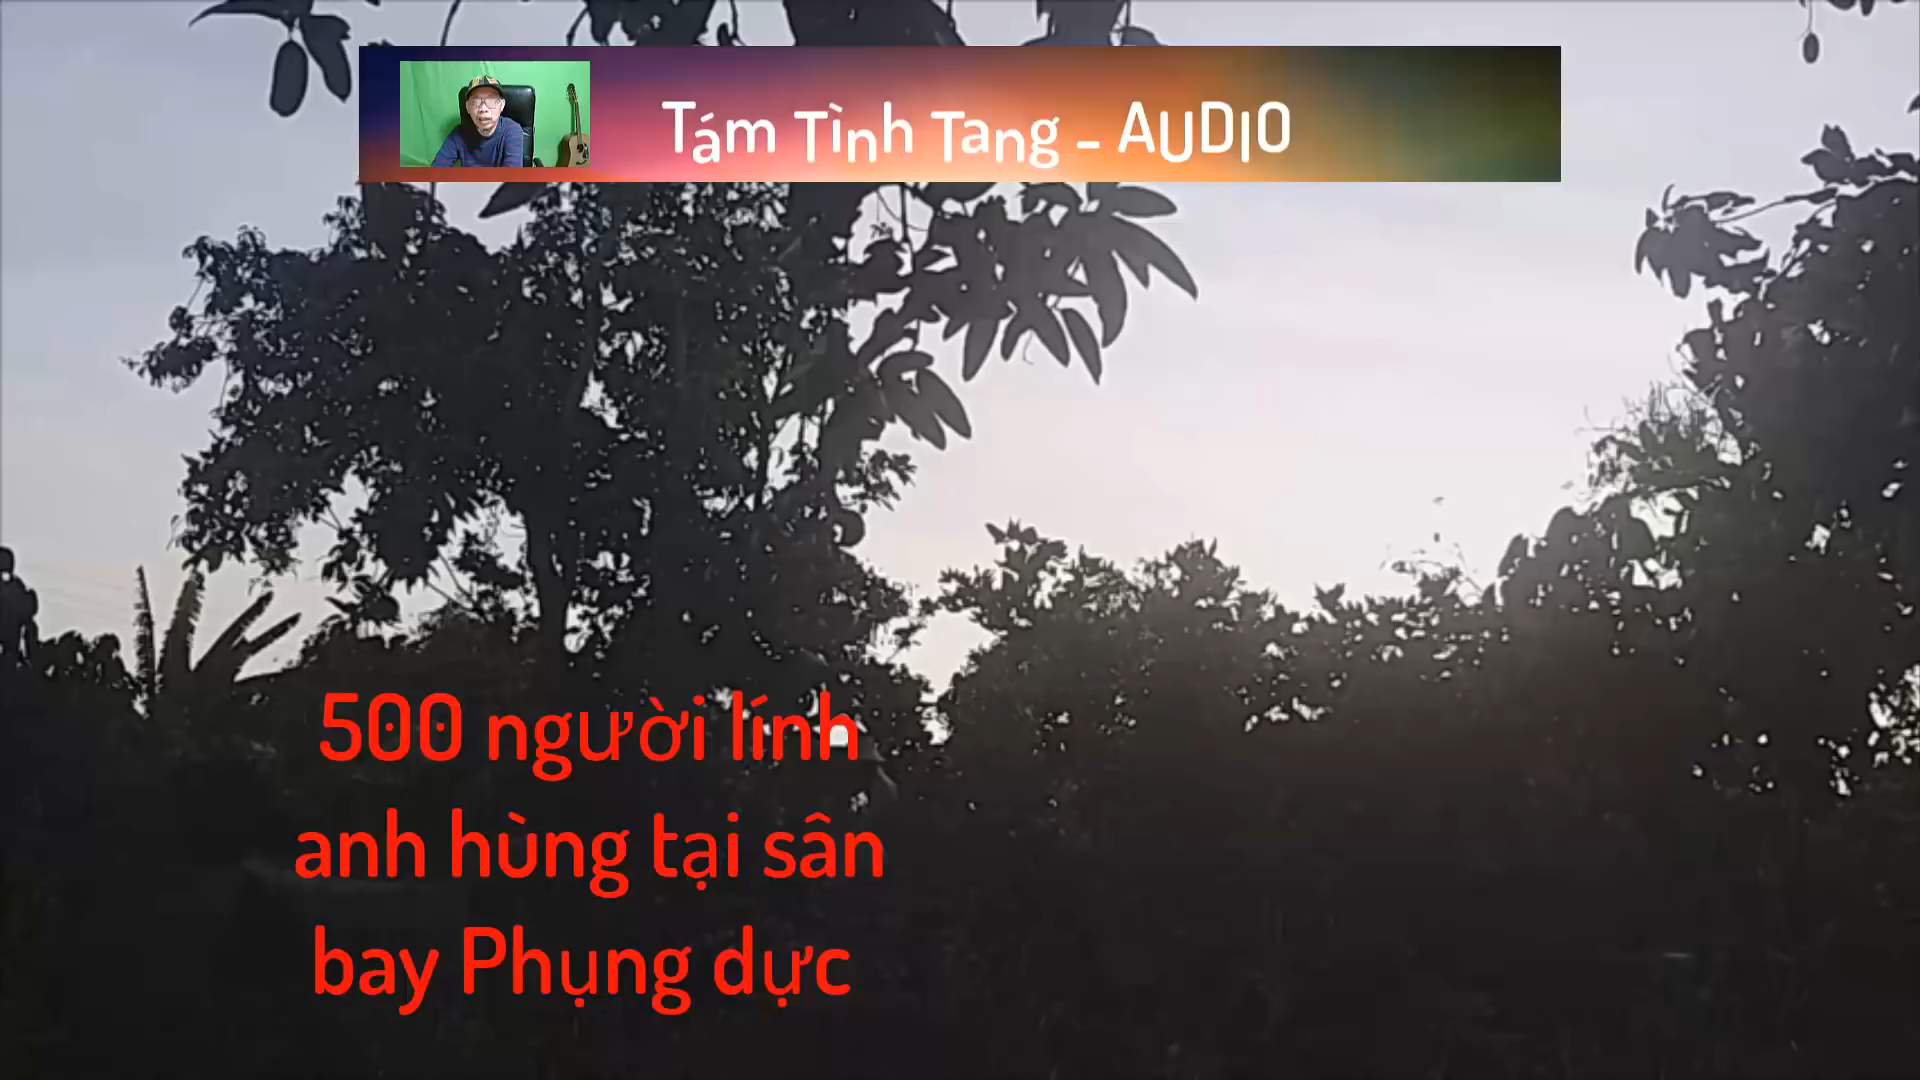 Tám Tình Tang - AUDIO
500 người lính
anh hùng tại sân
bay Phụng dực